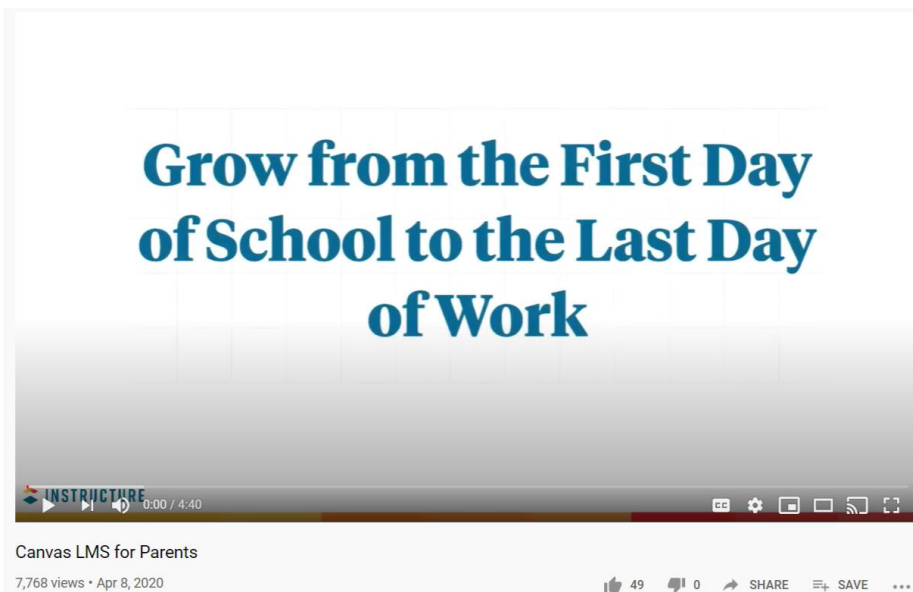 Grow from the First Day
of School to the Last Day
of Work
INSTRUCTURE
0:00 / 4:40
CC
Canvas LMS for Parents
7,768 views • Apr 8, 2020
49
0
SHARE
SAVE